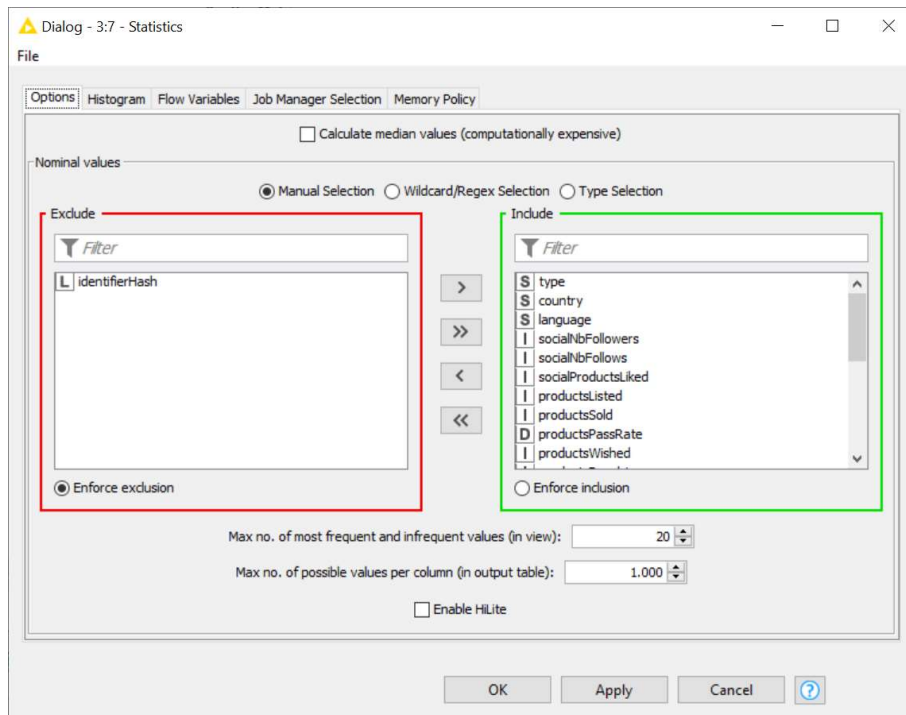 Dialog - 3:7 - Statistics
File
Options Histogram Flow Variables Job Manager Selection Memory Policy
Calculate median values (computationally expensive)
Nominal values
Manual Selection Wildcard/Regex Selection Type Selection
Exclude
Filter
L identifierHash
Enforce exclusion
>
>>
<
<<
Include
Filter
S type
S country
S language
I socialNbFollowers
I socialNbFollows
I socialProductsLiked
I productsListed
I productsSold
D productsPassRate
I productsWished
Enforce inclusion
Max no. of most frequent and infrequent values (in view): 20
Max no. of possible values per column (in output table): 1.000
Enable HiLite
OK Apply Cancel ?